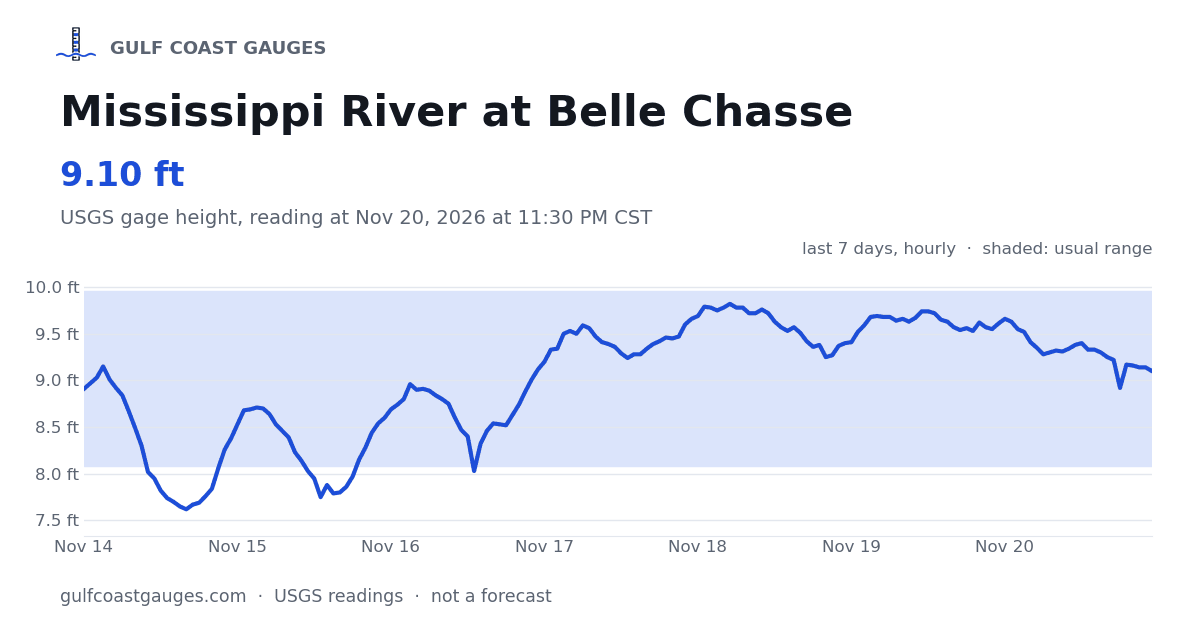 GULF COAST GAUGES
Mississippi River at Belle Chasse
9.10 ft
USGS gage height, reading at Nov 20, 2026 at 11:30 PM CST
last 7 days, hourly · shaded: usual range
10.0 ft
9.5 ft
9.0 ft
8.5 ft
8.0 ft
7.5 ft
Nov 14 Nov 15 Nov 16 Nov 17 Nov 18 Nov 19 Nov 20
gulfcoastgauges.com · USGS readings · not a forecast